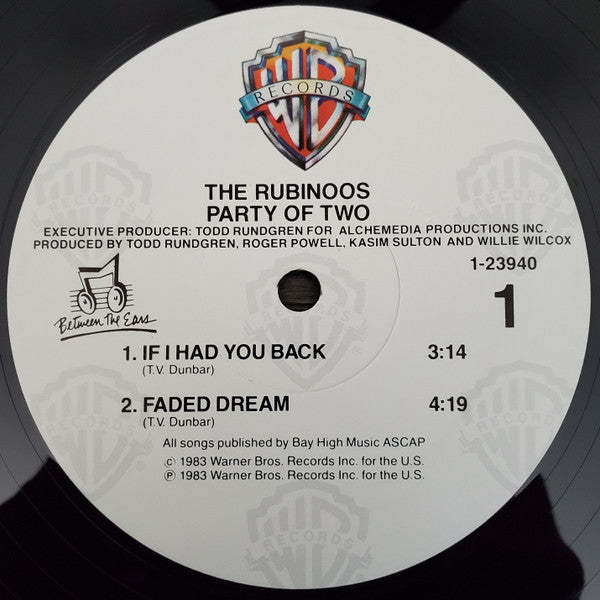 WB
RECORDS
®
THE RUBINOOS
PARTY OF TWO
EXECUTIVE PRODUCER: TODD RUNDGREN FOR ALCHEMEDIA PRODUCTIONS INC.
PRODUCED BY TODD RUNDGREN, ROGER POWELL, KASIM SULTON AND WILLIE WILCOX
1-23940
1
Between The Ears
1. IF I HAD YOU BACK 3:14
(T.V. Dunbar)
2. FADED DREAM 4:19
(T.V. Dunbar)
All songs published by Bay High Music ASCAP
© 1983 Warner Bros. Records Inc. for the U.S.
℗ 1983 Warner Bros. Records Inc. for the U.S.